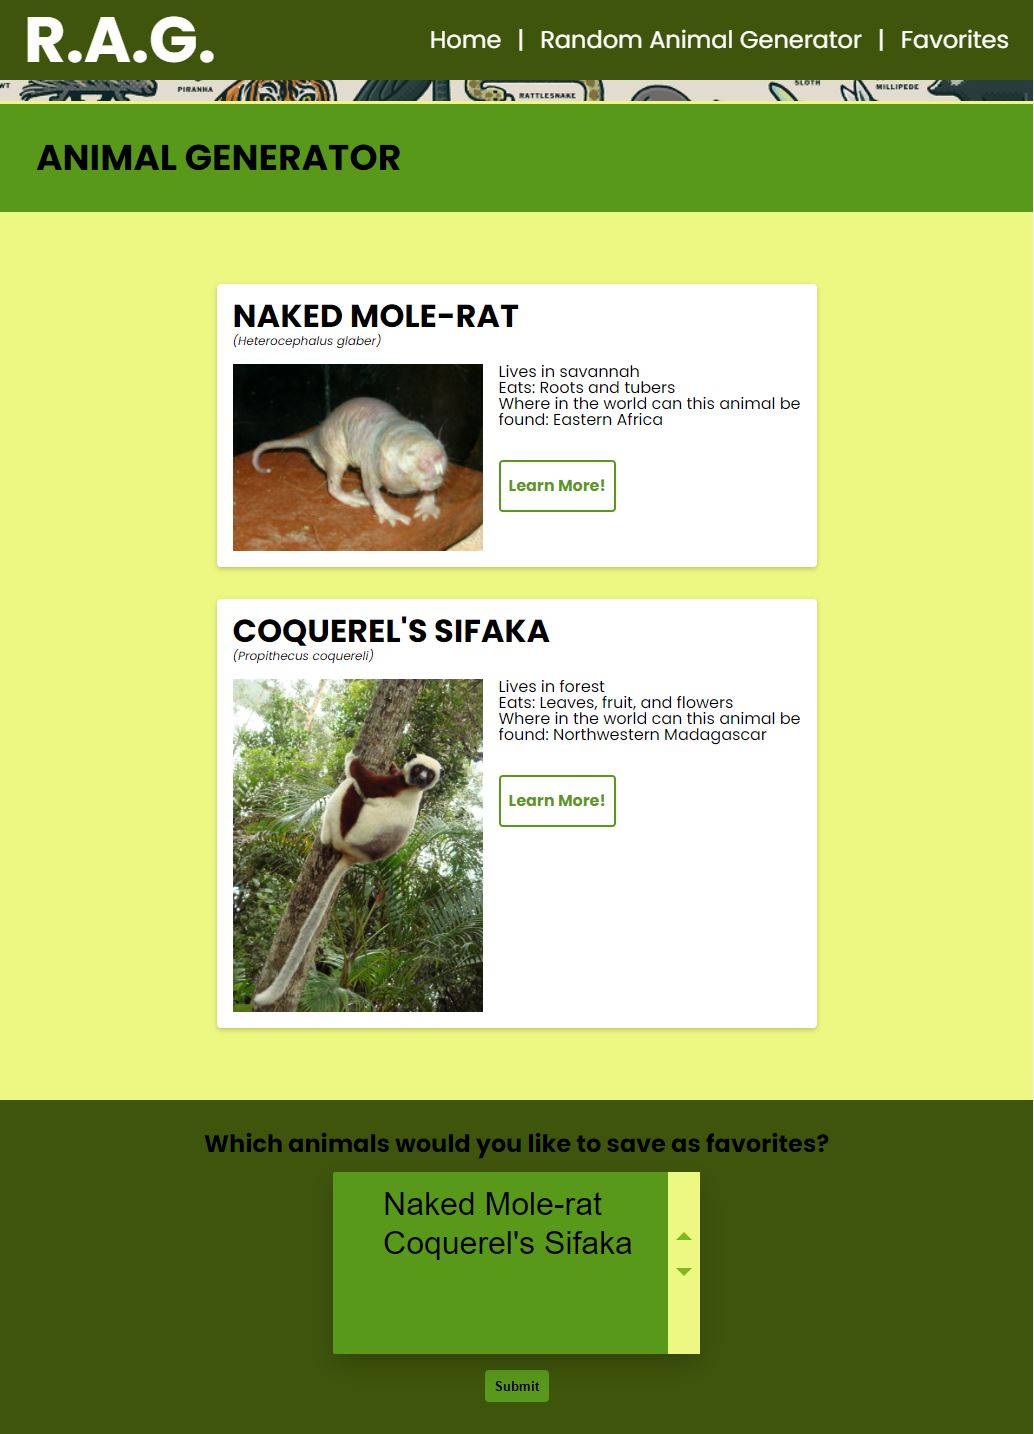 R.A.G.
Home | Random Animal Generator | Favorites
PIRANHA
RATTLESNAKE
SLOTH
MILLIPEDE
ANIMAL GENERATOR
NAKED MOLE-RAT
(Heterocephalus glaber)
Lives in savannah
Eats: Roots and tubers
Where in the world can this animal be
found: Eastern Africa
Learn More!
COQUEREL'S SIFAKA
(Propithecus coquereli)
Lives in forest
Eats: Leaves, fruit, and flowers
Where in the world can this animal be
found: Northwestern Madagascar
Learn More!
Which animals would you like to save as favorites?
Naked Mole-rat
Coquerel's Sifaka
Submit